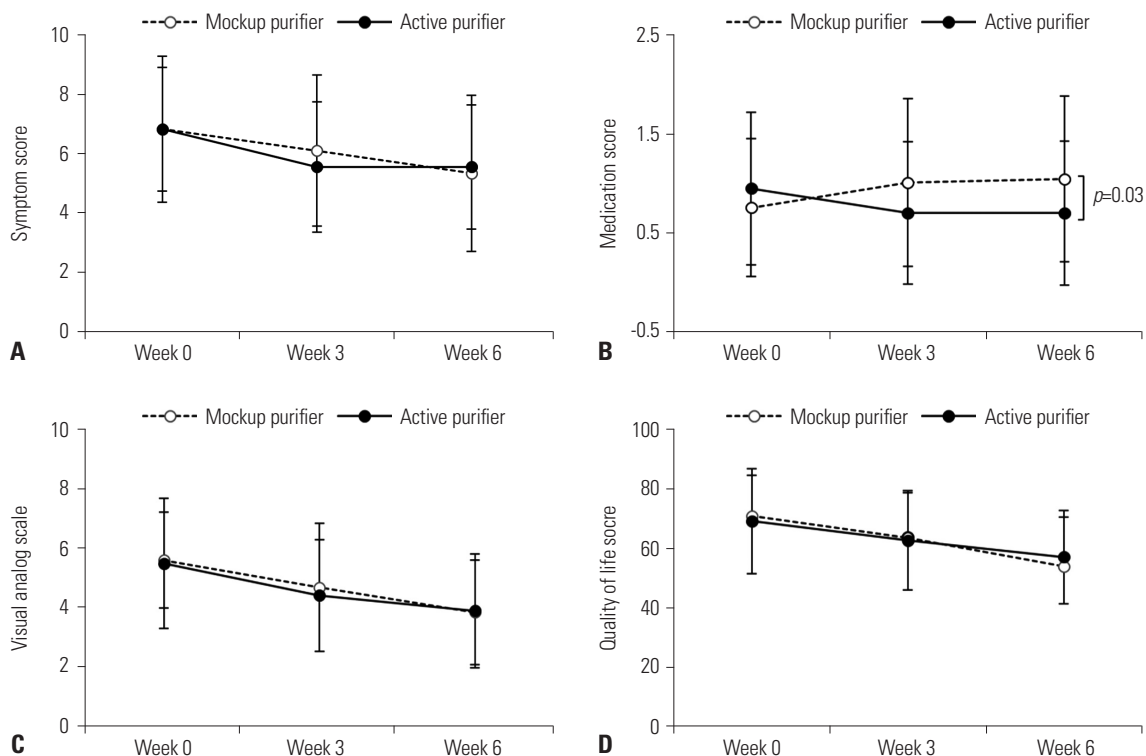 Mockup purifier Active purifier
10
8
6
4
2
0
Symptom score
Week 0 Week 3 Week 6
A
Mockup purifier Active purifier
2.5
1.5
0.5
-0.5
Medication score
p=0.03
Week 0 Week 3 Week 6
B
Mockup purifier Active purifier
10
8
6
4
2
0
Visual analog scale
Week 0 Week 3 Week 6
C
Mockup purifier Active purifier
100
80
60
40
20
0
Quality of life socre
Week 0 Week 3 Week 6
D